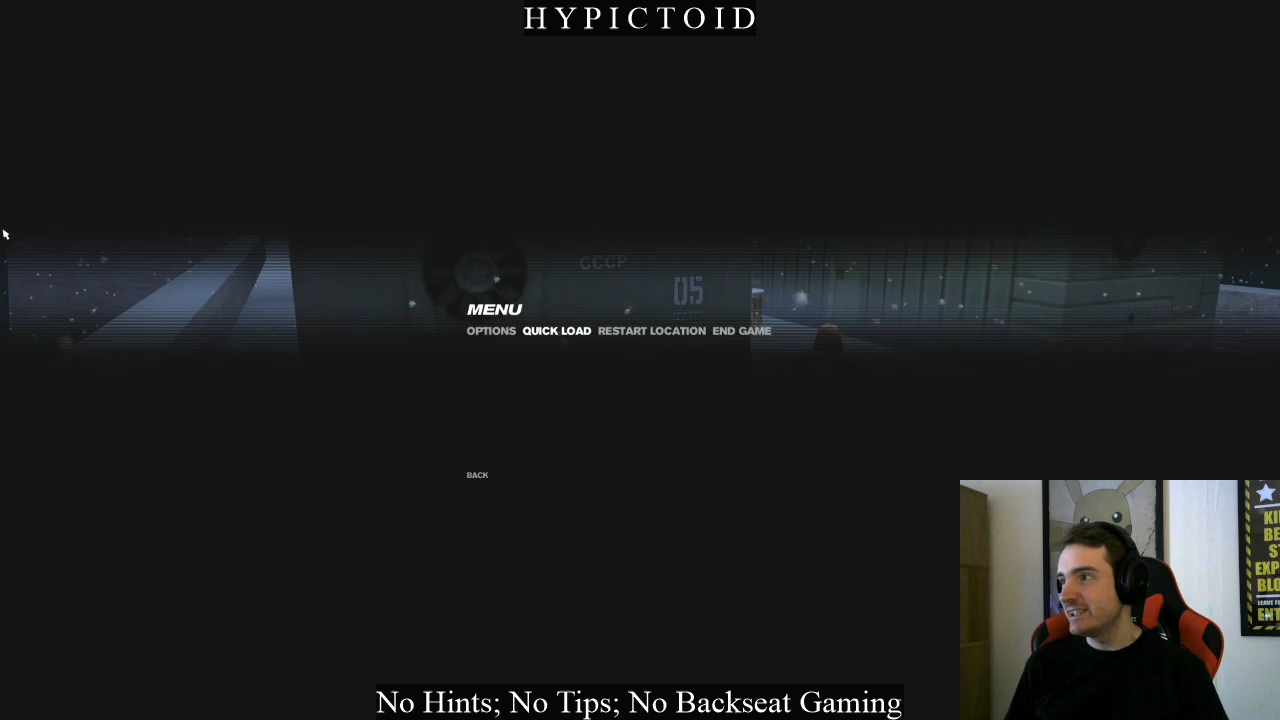 HYPICTOID
CCCP
05
MENU
OPTIONS QUICK LOAD RESTART LOCATION END GAME
BACK
No Hints; No Tips; No Backseat Gaming